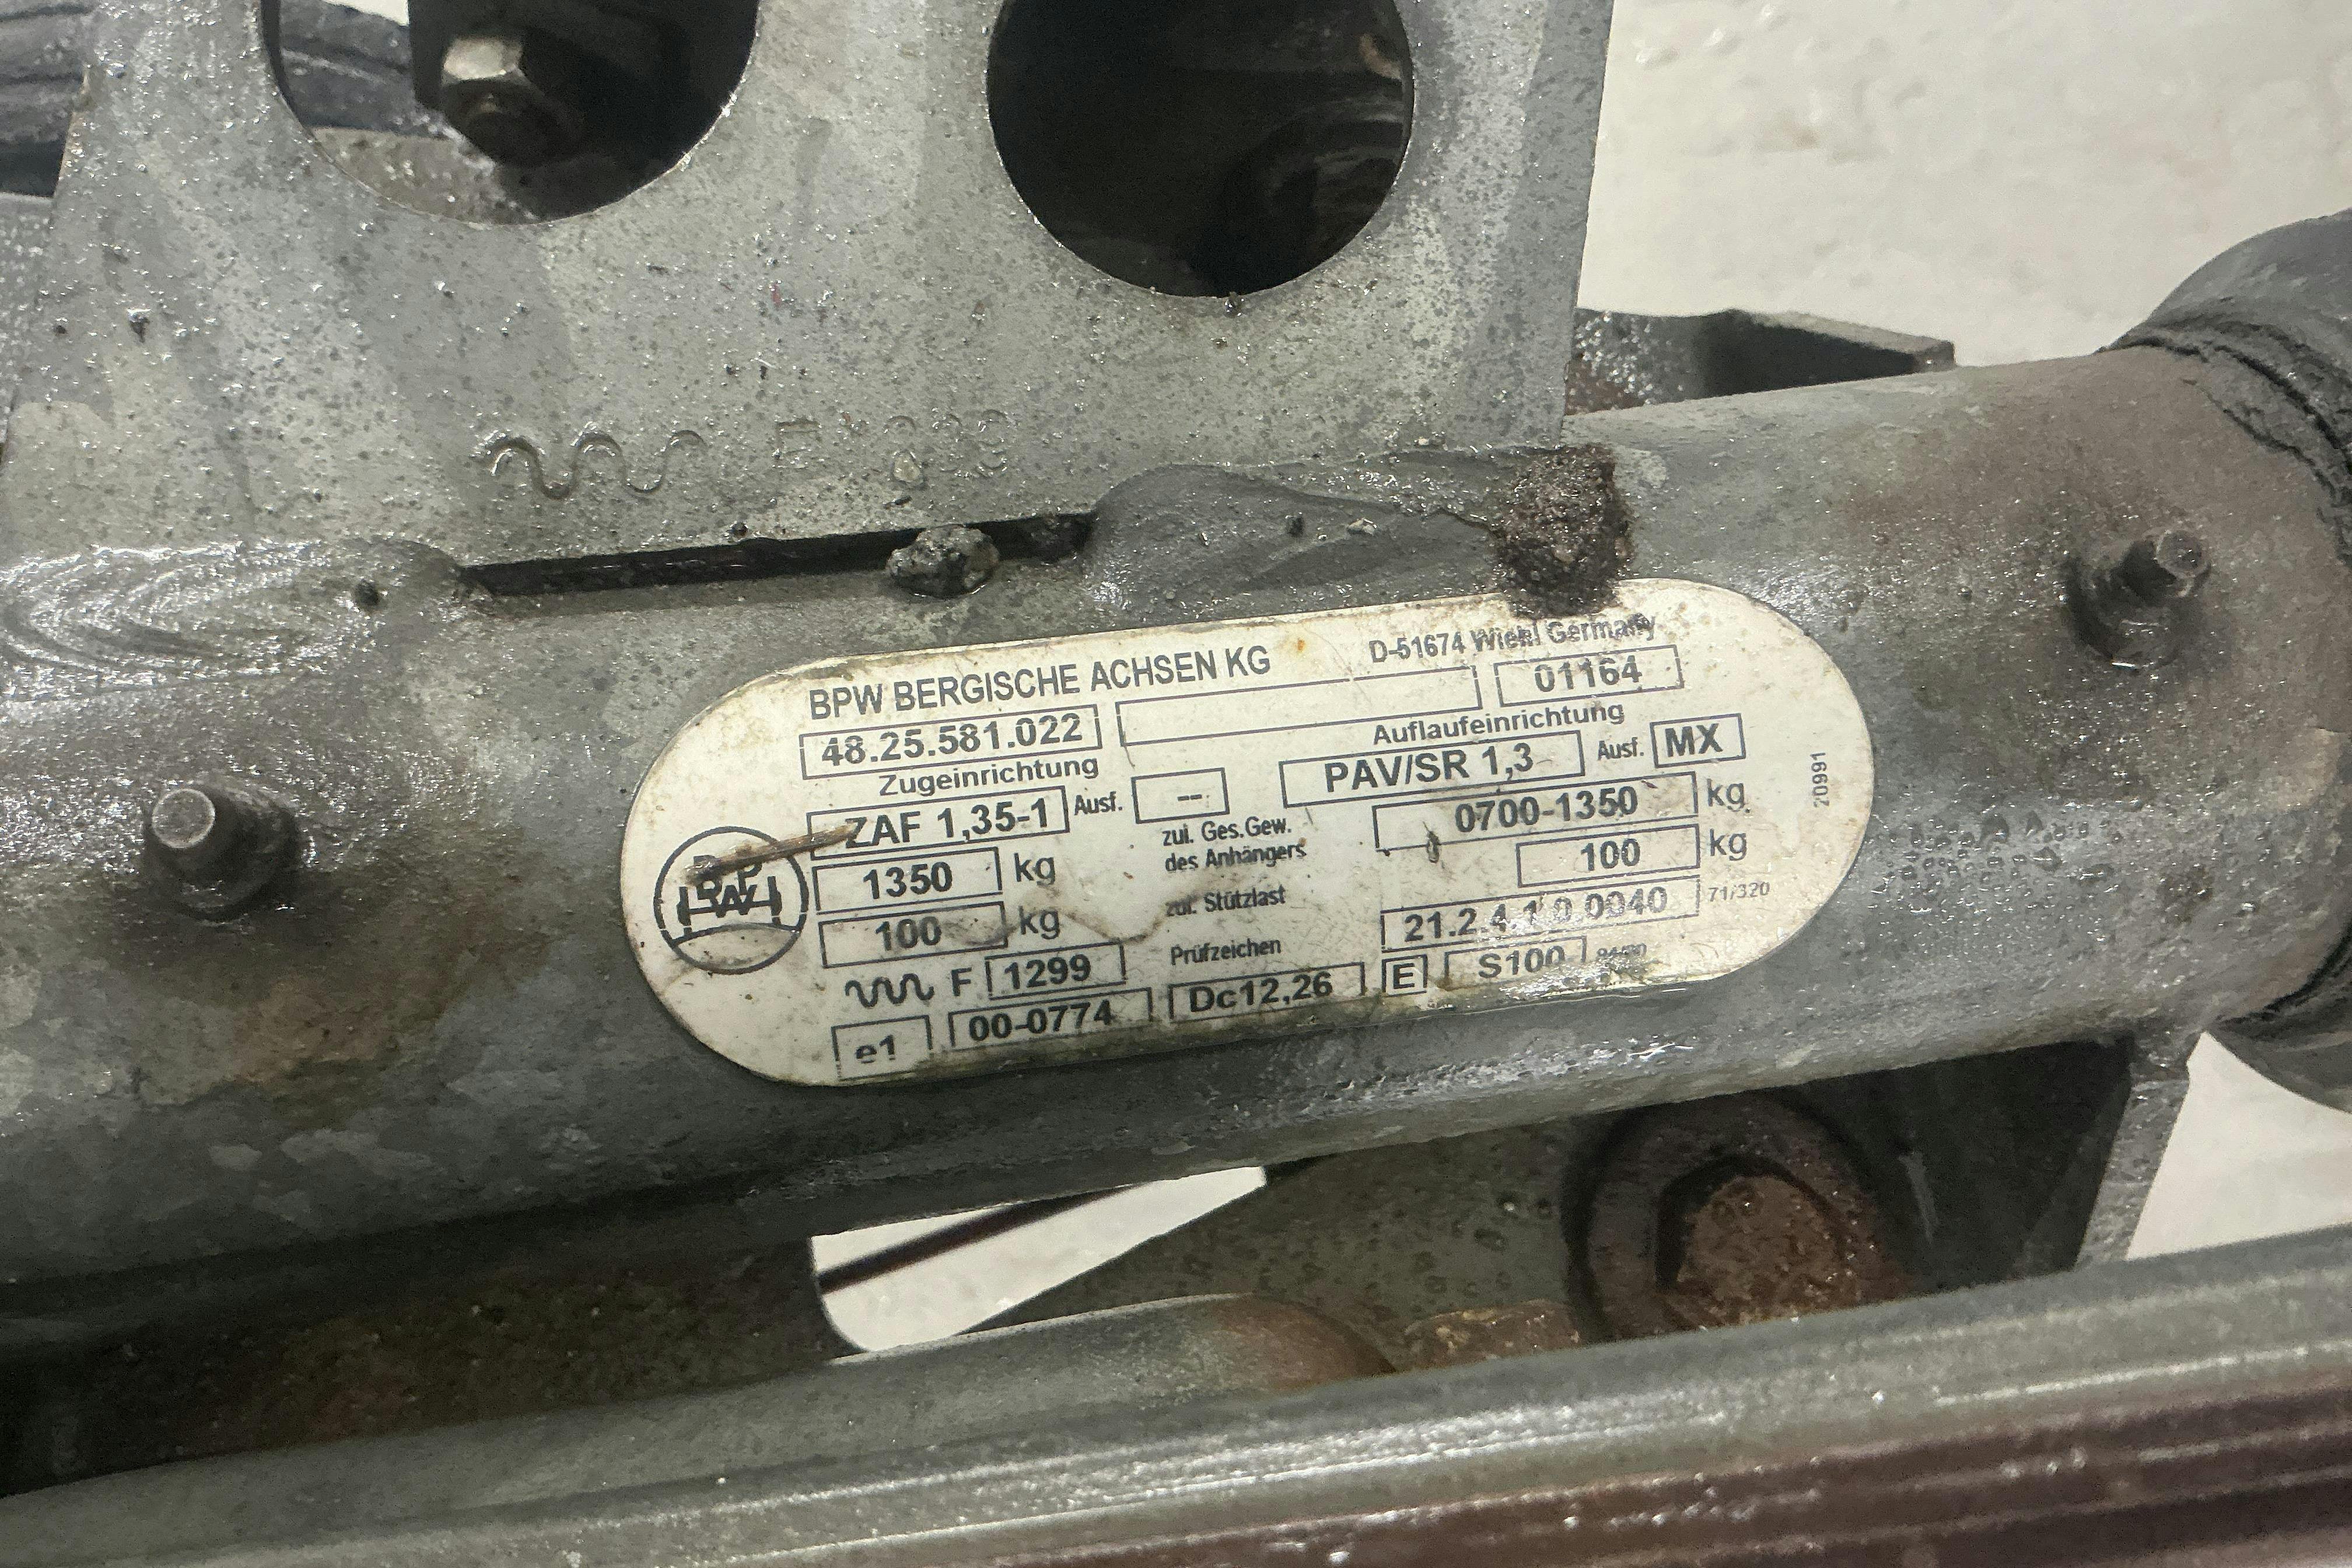 BPW BERGISCHE ACHSEN KG D-51674 Wiehl Germany
48.25.581.022 01164
Zugeinrichtung Auflaufeinrichtung
ZAF 1,35-1 Ausf. -- PAV/SR 1,3 Ausf. MX
1350 kg zul. Ges.Gew. des Anhängers 0700-1350 kg
100 kg zul. Stützlast 100 kg
F 1299 Prüfzeichen 21.2.4.1.0.0040 71/320
e1 00-0774 Dc12,26 E S100
20991
BPW